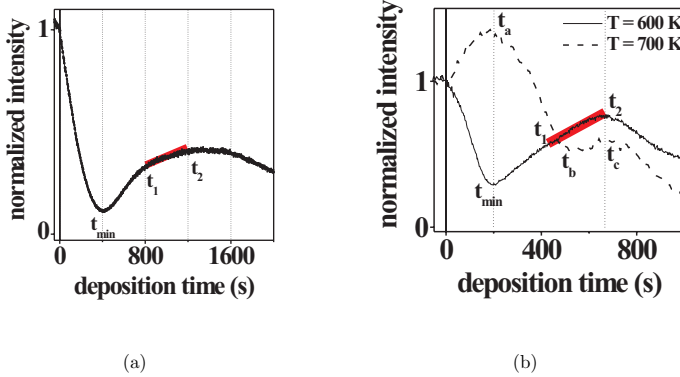 (a)
1
0
normalized intensity
t_min
t_1
t_2
0 800 1600
deposition time (s)
(b)
T = 600 K
T = 700 K
1
0
normalized intensity
t_a
t_1
t_2
t_b
t_c
t_min
0 400 800
deposition time (s)
(a) (b)